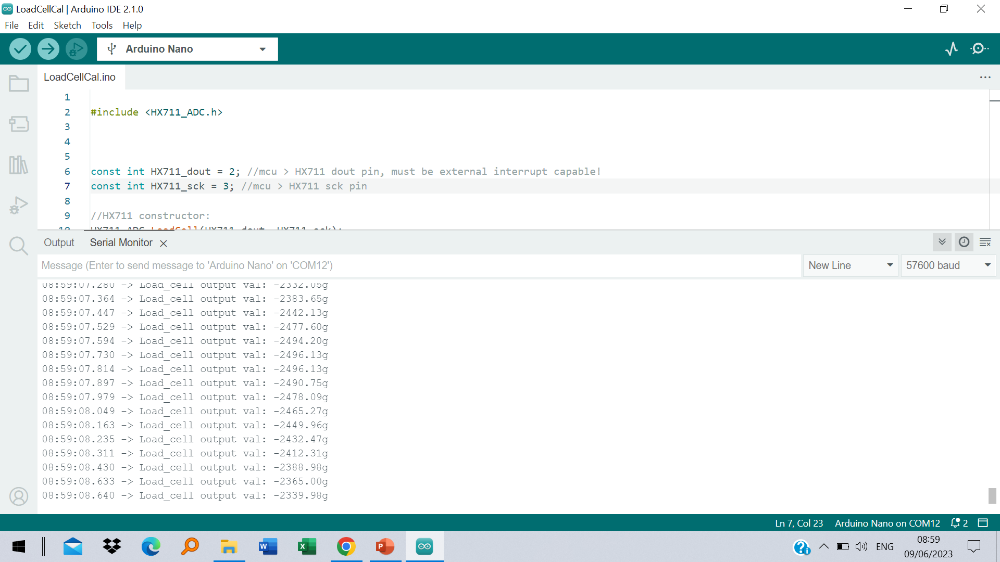 LoadCellCal | Arduino IDE 2.1.0
File Edit Sketch Tools Help
Arduino Nano
LoadCellCal.ino
1
2 #include <HX711_ADC.h>
3
4
5
6 const int HX711_dout = 2; //mcu > HX711 dout pin, must be external interrupt capable!
7 const int HX711_sck = 3; //mcu > HX711 sck pin
8
9 //HX711 constructor:
10 HX711_ADC LoadCell(HX711_dout, HX711_sck);
Output Serial Monitor
Message (Enter to send message to 'Arduino Nano' on 'COM12') New Line 57600 baud
08:59:07.280 -> Load_cell output val: -2332.05g
08:59:07.364 -> Load_cell output val: -2383.65g
08:59:07.447 -> Load_cell output val: -2442.13g
08:59:07.529 -> Load_cell output val: -2477.60g
08:59:07.594 -> Load_cell output val: -2494.20g
08:59:07.730 -> Load_cell output val: -2496.13g
08:59:07.814 -> Load_cell output val: -2496.13g
08:59:07.897 -> Load_cell output val: -2490.75g
08:59:07.979 -> Load_cell output val: -2478.09g
08:59:08.049 -> Load_cell output val: -2465.27g
08:59:08.163 -> Load_cell output val: -2449.96g
08:59:08.235 -> Load_cell output val: -2432.47g
08:59:08.311 -> Load_cell output val: -2412.31g
08:59:08.430 -> Load_cell output val: -2388.98g
08:59:08.633 -> Load_cell output val: -2365.00g
08:59:08.640 -> Load_cell output val: -2339.98g
Ln 7, Col 23 Arduino Nano on COM12 2
ENG
08:59
09/06/2023